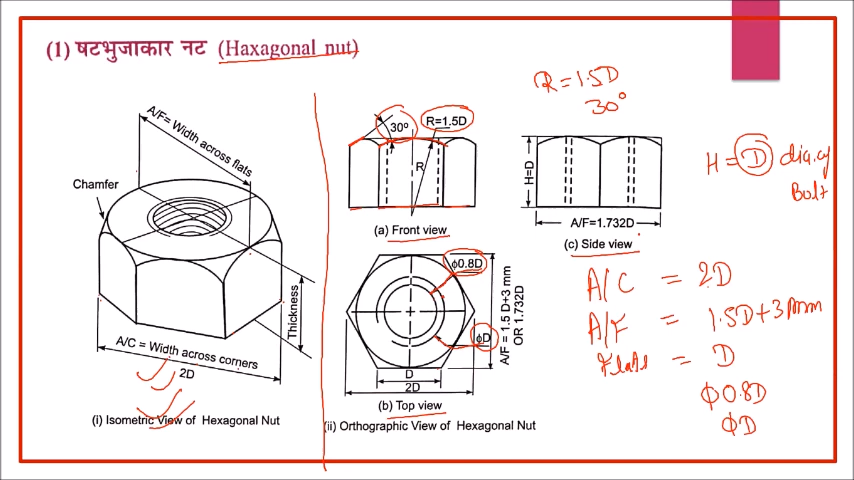 (1) षटभुजाकार नट (Haxagonal nut)
R=1.5D
30°
H = D dia. of
Bolt
A/F= Width across flats
Chamfer
Thickness
A/C = Width across corners
2D
(i) Isometric View of Hexagonal Nut
30º
R=1.5D
R
(a) Front view
H=D
A/F=1.732D
(c) Side view
ϕ0.8D
ϕD
A/F = 1.5 D+3 mm
OR 1.732D
D
2D
(b) Top view
(ii) Orthographic View of Hexagonal Nut
A/C = 2D
A/F = 1.5D+3mm
Flats = D
ϕ0.8D
ϕD